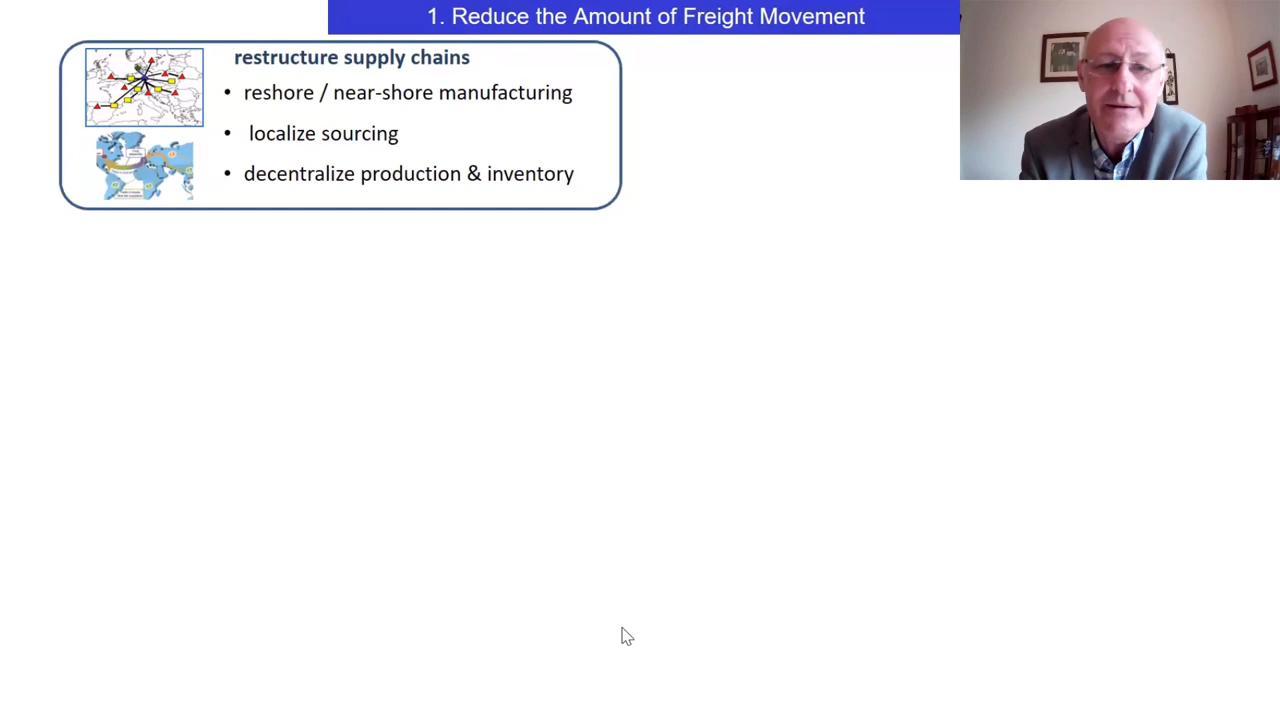 1. Reduce the Amount of Freight Movement
restructure supply chains
• reshore / near-shore manufacturing
• localize sourcing
• decentralize production & inventory